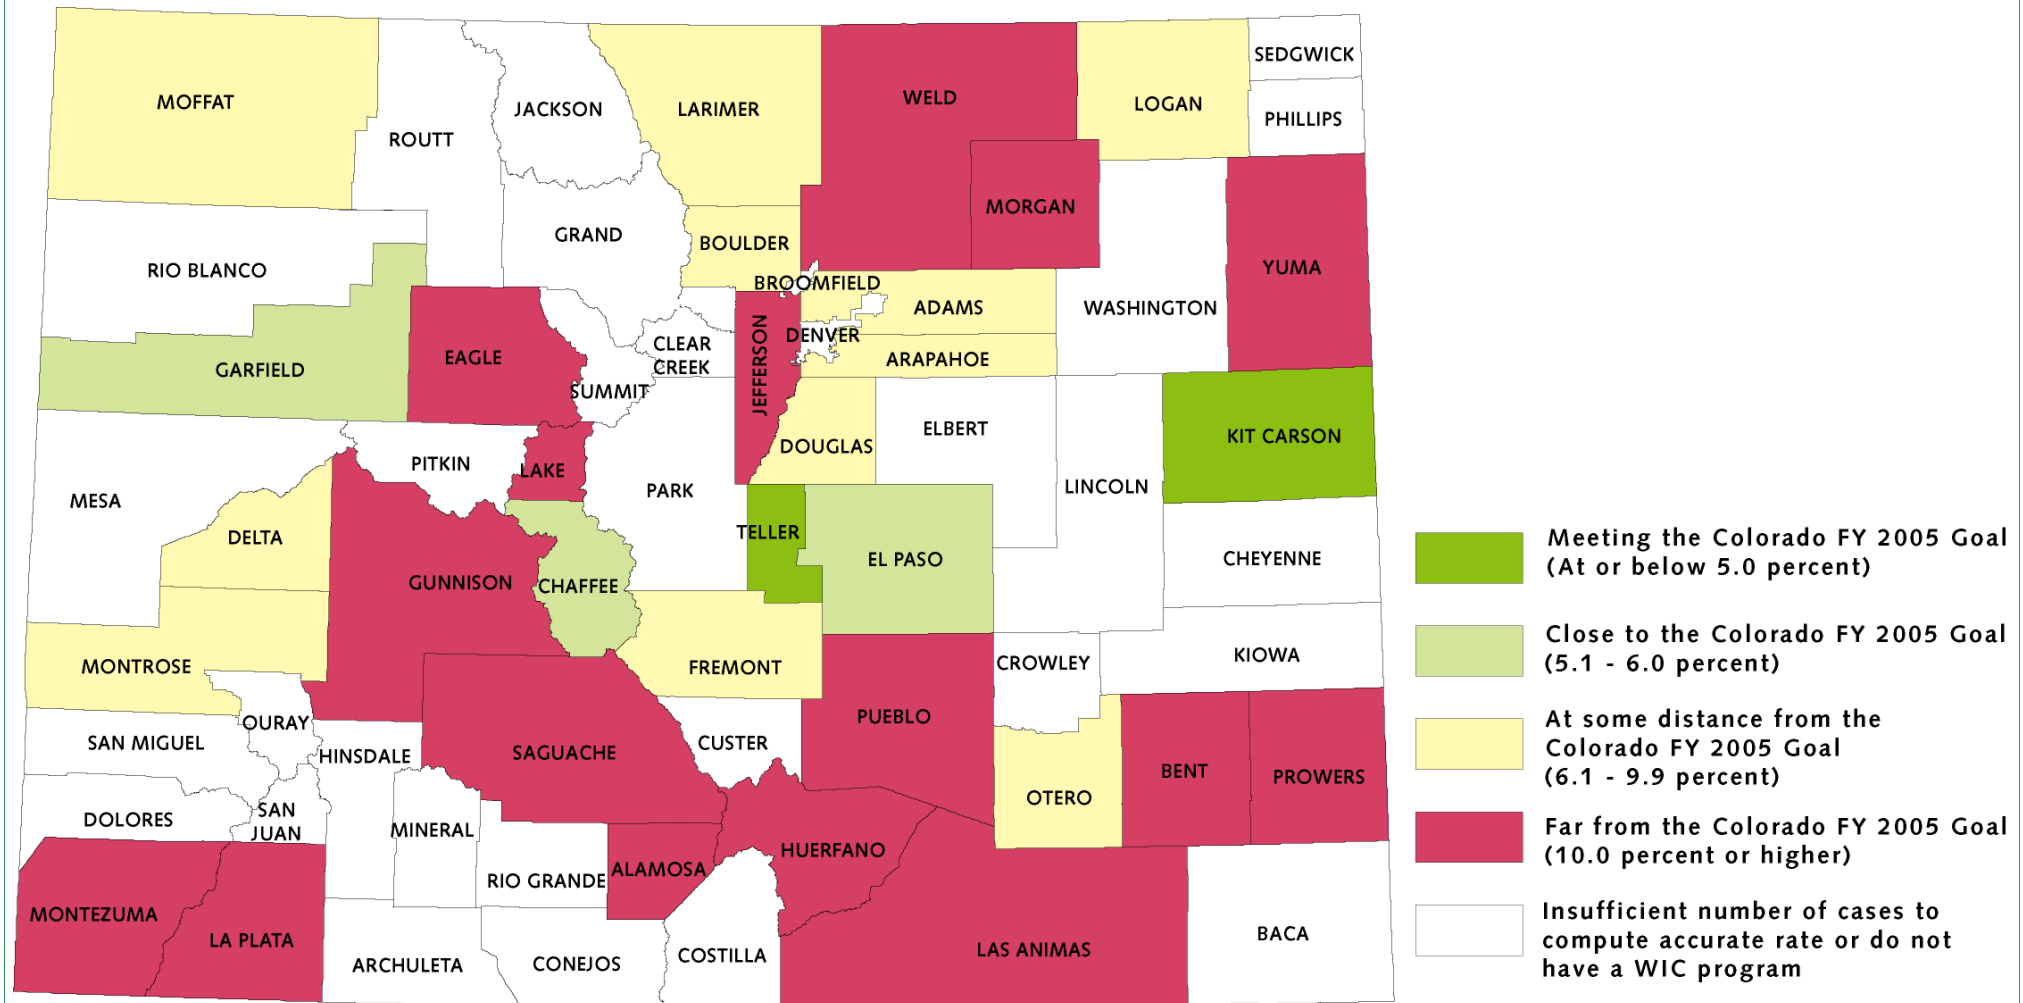 MOFFAT
ROUTT
JACKSON
LARIMER
WELD
LOGAN
SEDGWICK
PHILLIPS
MORGAN
YUMA
WASHINGTON
RIO BLANCO
GRAND
BOULDER
BROOMFIELD
ADAMS
DENVER
ARAPAHOE
GARFIELD
EAGLE
SUMMIT
CLEAR
CREEK
JEFFERSON
DOUGLAS
ELBERT
LINCOLN
KIT CARSON
MESA
PITKIN
LAKE
PARK
TELLER
EL PASO
CHEYENNE
DELTA
GUNNISON
CHAFFEE
FREMONT
MONTROSE
CROWLEY
KIOWA
OURAY
SAN MIGUEL
HINSDALE
SAGUACHE
CUSTER
PUEBLO
OTERO
BENT
PROWERS
DOLORES
SAN
JUAN
MINERAL
RIO GRANDE
ALAMOSA
HUERFANO
MONTEZUMA
LA PLATA
ARCHULETA
CONEJOS
COSTILLA
LAS ANIMAS
BACA
Meeting the Colorado FY 2005 Goal
(At or below 5.0 percent)
Close to the Colorado FY 2005 Goal
(5.1 - 6.0 percent)
At some distance from the
Colorado FY 2005 Goal
(6.1 - 9.9 percent)
Far from the Colorado FY 2005 Goal
(10.0 percent or higher)
Insufficient number of cases to
compute accurate rate or do not
have a WIC program